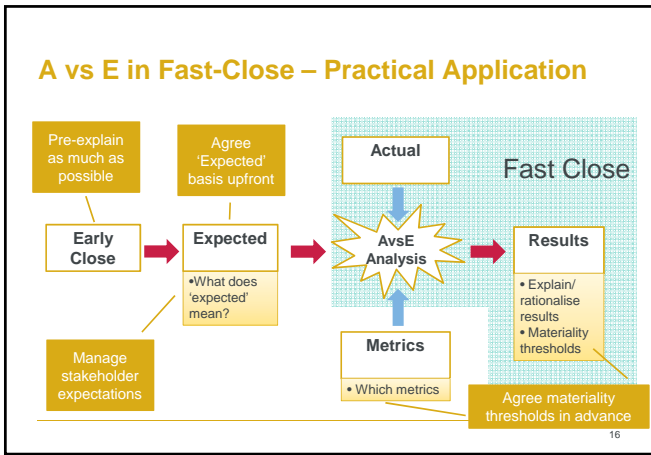 A vs E in Fast-Close – Practical Application
Pre-explain
as much as
possible
Agree
‘Expected’
basis upfront
Actual
Fast Close
Early
Close
Expected
•What does
‘expected’
mean?
AvsE
Analysis
Results
• Explain/
rationalise
results
• Materiality
thresholds
Manage
stakeholder
expectations
Metrics
• Which metrics
Agree materiality
thresholds in advance
16